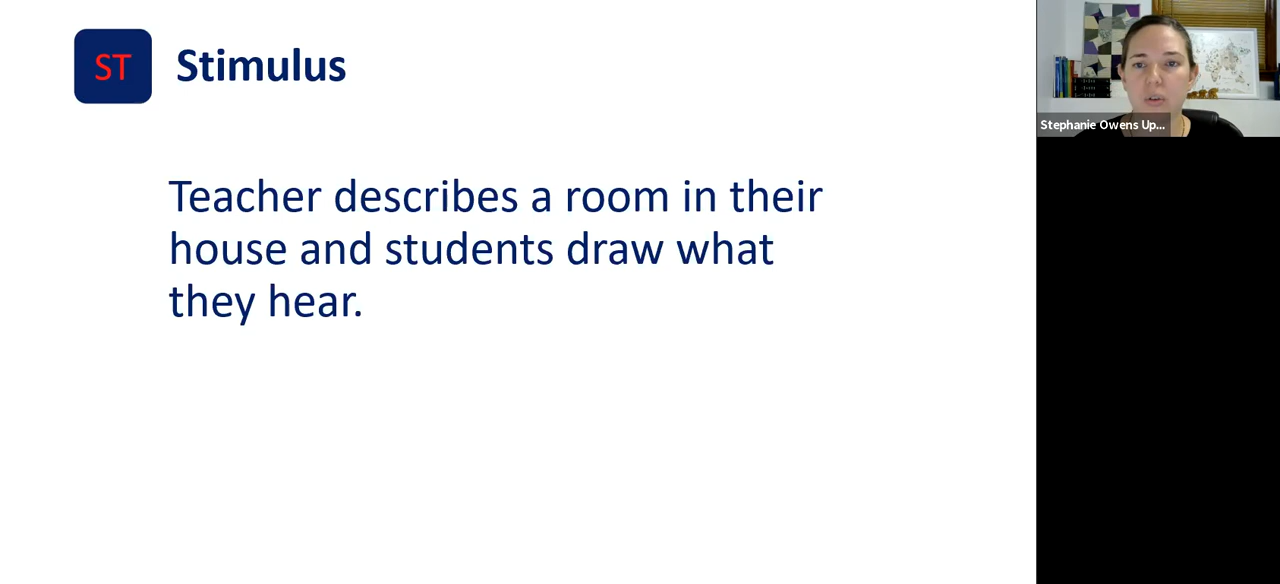 ST
Stimulus
Teacher describes a room in their
house and students draw what
they hear.
Stephanie Owens Up...